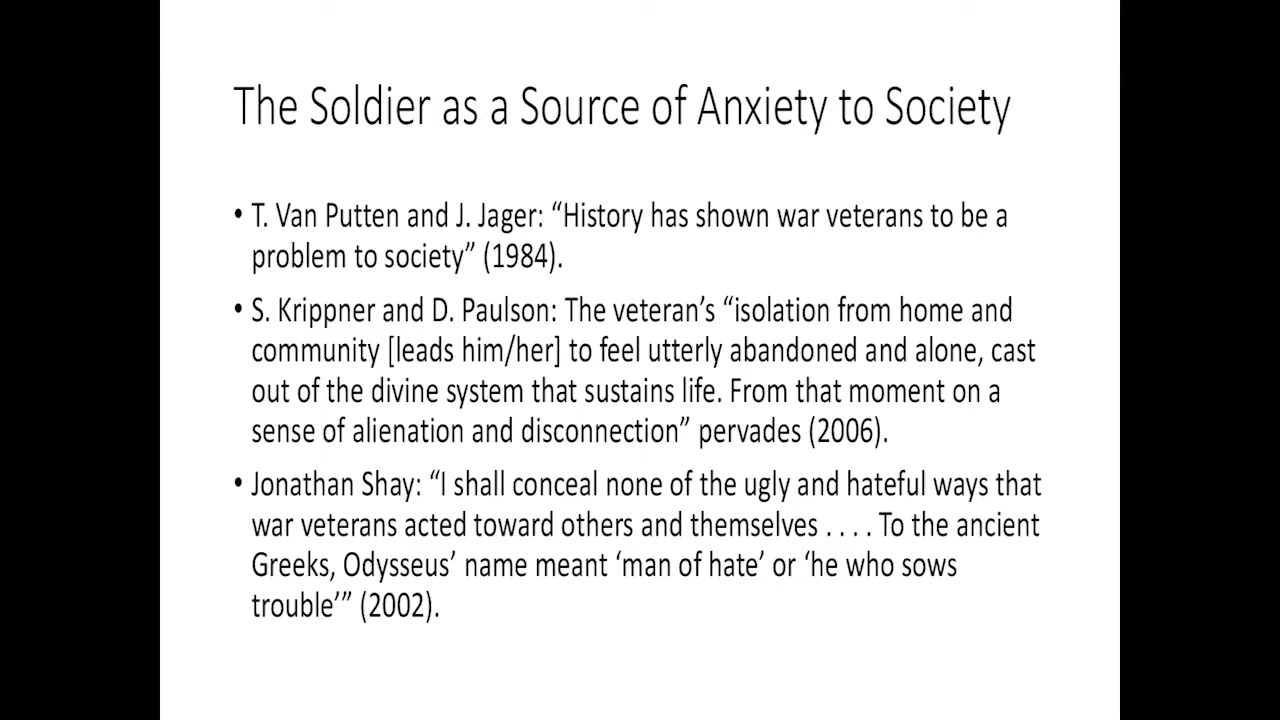 The Soldier as a Source of Anxiety to Society
• T. Van Putten and J. Jager: “History has shown war veterans to be a
problem to society” (1984).
• S. Krippner and D. Paulson: The veteran’s “isolation from home and
community [leads him/her] to feel utterly abandoned and alone, cast
out of the divine system that sustains life. From that moment on a
sense of alienation and disconnection” pervades (2006).
• Jonathan Shay: “I shall conceal none of the ugly and hateful ways that
war veterans acted toward others and themselves . . . . To the ancient
Greeks, Odysseus’ name meant ‘man of hate’ or ‘he who sows
trouble’” (2002).